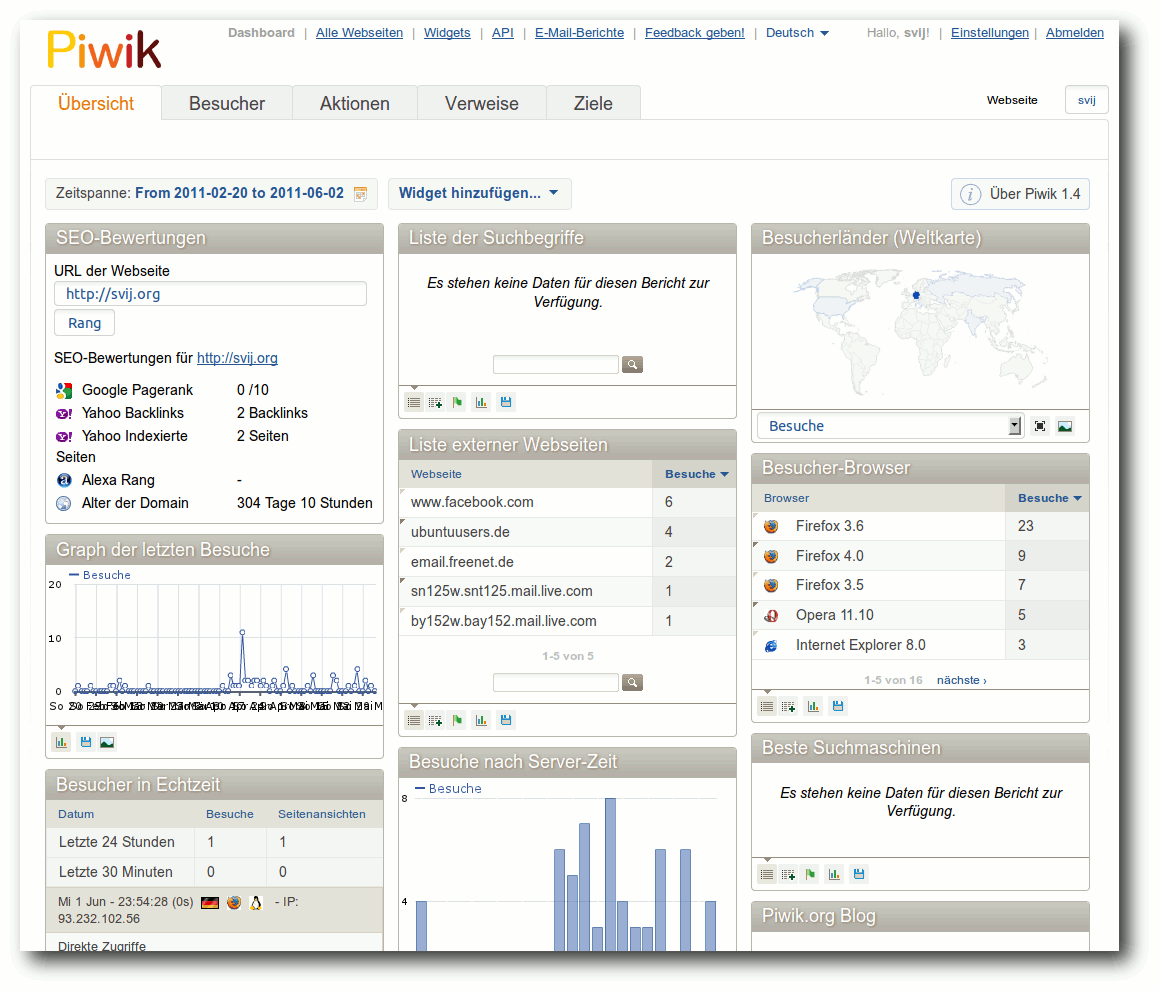 Piwik
Dashboard | Alle Webseiten | Widgets | API | E-Mail-Berichte | Feedback geben! | Deutsch
Hallo, svij! | Einstellungen | Abmelden
Übersicht Besucher Aktionen Verweise Ziele
Webseite svij
Zeitspanne: From 2011-02-20 to 2011-06-02
Widget hinzufügen...
Über Piwik 1.4
SEO-Bewertungen
URL der Webseite
http://svij.org
Rang
SEO-Bewertungen für http://svij.org
Google Pagerank 0 /10
Yahoo Backlinks 2 Backlinks
Yahoo Indexierte 2 Seiten
Seiten
Alexa Rang -
Alter der Domain 304 Tage 10 Stunden
Graph der letzten Besuche
Besuche
20
10
0
Besucher in Echtzeit
Datum Besuche Seitenansichten
Letzte 24 Stunden 1 1
Letzte 30 Minuten 0 0
Mi 1 Jun - 23:54:28 (0s) - IP:
93.232.102.56
Direkte Zugriffe
Liste der Suchbegriffe
Es stehen keine Daten für diesen Bericht zur
Verfügung.
Liste externer Webseiten
Webseite Besuche
www.facebook.com 6
ubuntuusers.de 4
email.freenet.de 2
sn125w.snt125.mail.live.com 1
by152w.bay152.mail.live.com 1
1-5 von 5
Besuche nach Server-Zeit
Besuche
8
4
Besucherländer (Weltkarte)
Besuche
Besucher-Browser
Browser Besuche
Firefox 3.6 23
Firefox 4.0 9
Firefox 3.5 7
Opera 11.10 5
Internet Explorer 8.0 3
1-5 von 16 nächste ›
Beste Suchmaschinen
Es stehen keine Daten für diesen Bericht zur
Verfügung.
Piwik.org Blog